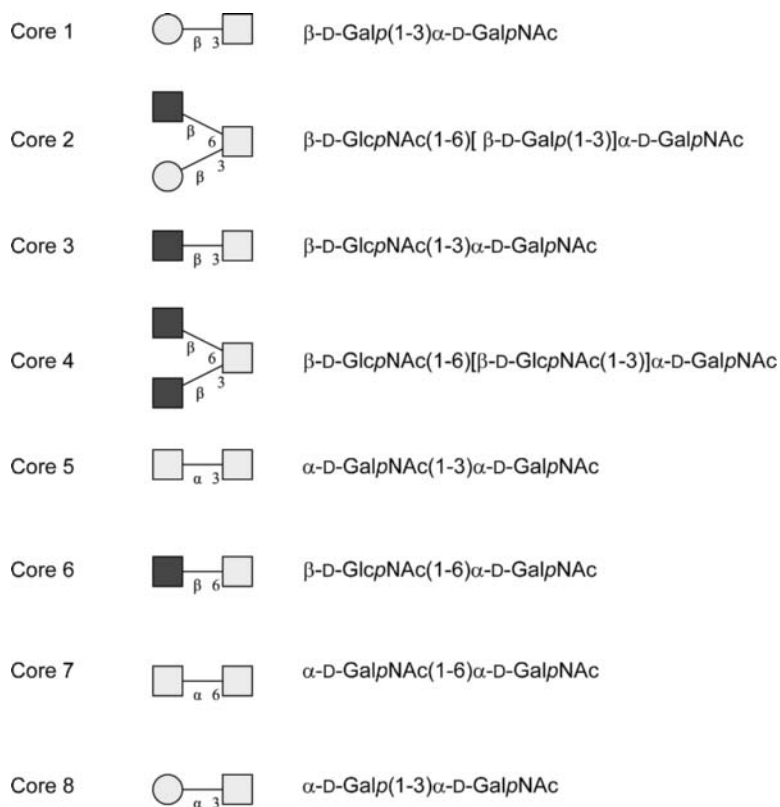 Core 1 β 3 β-D-Galp(1-3)α-D-GalpNAc
Core 2 β 6 β 3 β-D-GlcpNAc(1-6)[ β-D-Galp(1-3)]α-D-GalpNAc
Core 3 β 3 β-D-GlcpNAc(1-3)α-D-GalpNAc
Core 4 β 6 β 3 β-D-GlcpNAc(1-6)[β-D-GlcpNAc(1-3)]α-D-GalpNAc
Core 5 α 3 α-D-GalpNAc(1-3)α-D-GalpNAc
Core 6 β 6 β-D-GlcpNAc(1-6)α-D-GalpNAc
Core 7 α 6 α-D-GalpNAc(1-6)α-D-GalpNAc
Core 8 α 3 α-D-Galp(1-3)α-D-GalpNAc